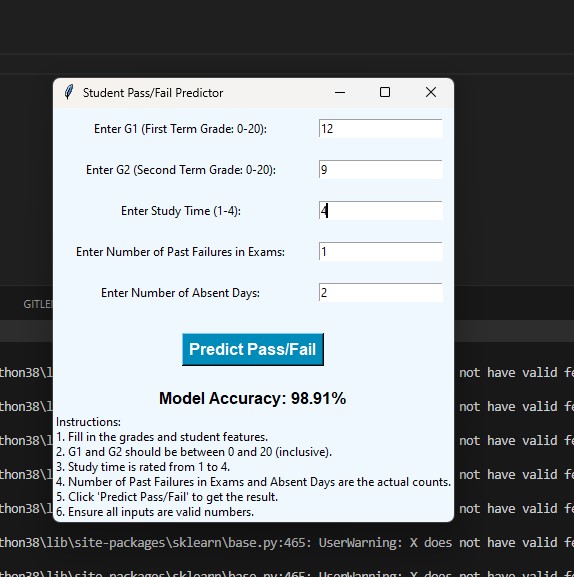 Student Pass/Fail Predictor
Enter G1 (First Term Grade: 0-20): 12
Enter G2 (Second Term Grade: 0-20): 9
Enter Study Time (1-4): 4
Enter Number of Past Failures in Exams: 1
GITLE
Enter Number of Absent Days: 2
Predict Pass/Fail
thon38\l not have valid fe
Model Accuracy: 98.91%
thon38\l not have valid fe
Instructions:
1. Fill in the grades and student features.
thon38\l not have valid fe
2. G1 and G2 should be between 0 and 20 (inclusive).
3. Study time is rated from 1 to 4.
thon38\l not have valid fe
4. Number of Past Failures in Exams and Absent Days are the actual counts.
5. Click 'Predict Pass/Fail' to get the result.
thon38\l not have valid fe
6. Ensure all inputs are valid numbers.
thon38\lib\site-packages\sklearn\base.py:465: UserWarning: X does not have valid fe
thon38\lib\site-packages\sklearn\base.py:465: UserWarning: X does not have valid fe